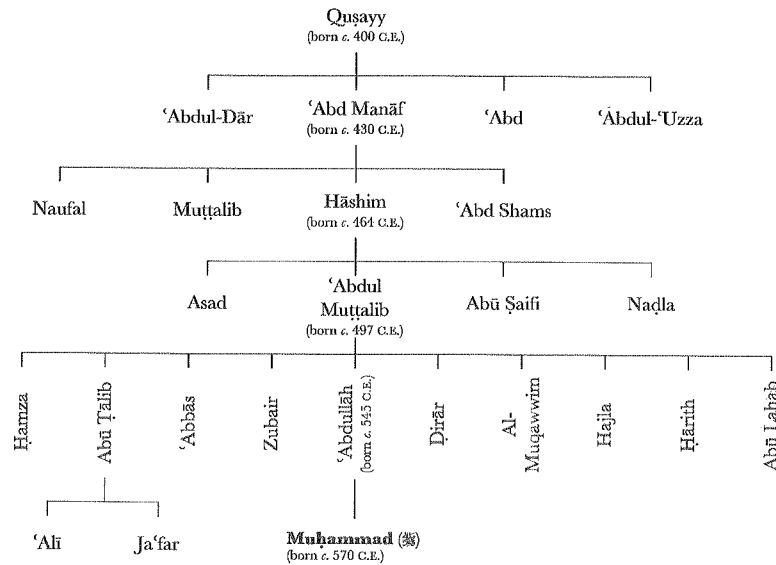 Quṣayy
(born c. 400 C.E.)
ʿAbdul-Dār
ʿAbd Manāf
(born c. 430 C.E.)
ʿAbd
ʿAbdul-ʿUzza
Naufal
Muṭṭalib
Hāshim
(born c. 464 C.E.)
ʿAbd Shams
Asad
ʿAbdul
Muṭṭalib
(born c. 497 C.E.)
Abū Ṣaifi
Naḍla
Ḥamza
Abū Ṭālib
ʿAbbās
Zubair
ʿAbdullāh
(born c. 545 C.E.)
Ḍirār
Al-
Muqawwim
Hajla
Ḥārith
Abū Lahab
ʿAlī
Jaʿfar
Muḥammad (ﷺ)
(born c. 570 C.E.)